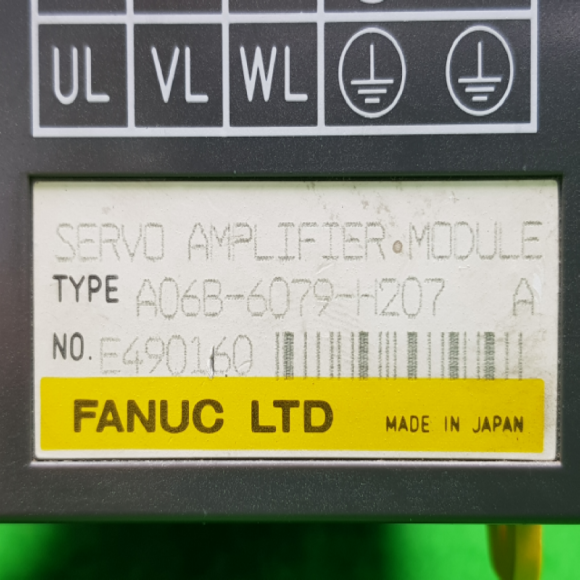 UL VL WL
SERVO AMPLIFIER MODULE
TYPE A06B-6079-H207 A
NO. E490160
FANUC LTD MADE IN JAPAN